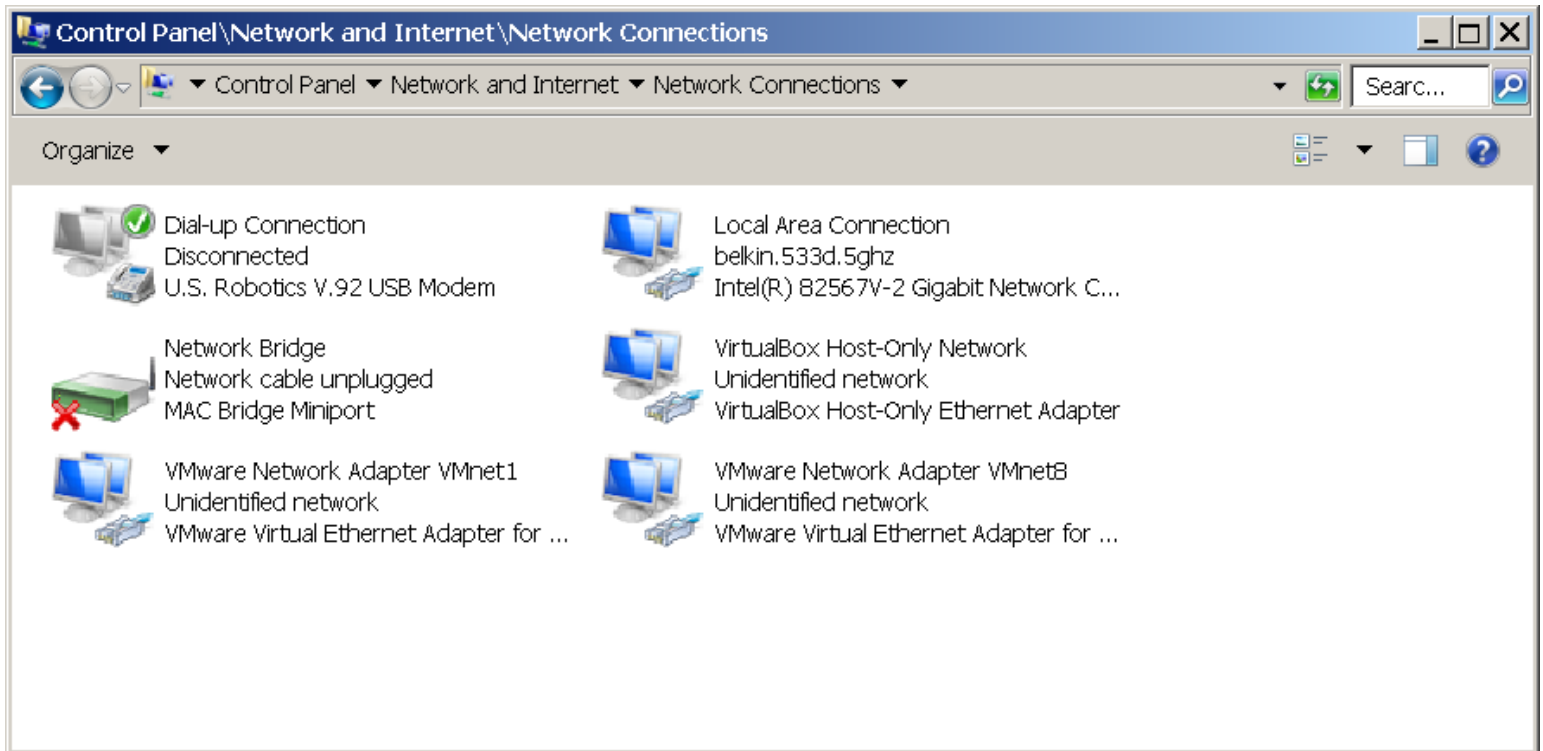 Control Panel\Network and Internet\Network Connections
Control Panel Network and Internet Network Connections Searc...
Organize
Dial-up Connection
Disconnected
U.S. Robotics V.92 USB Modem
Local Area Connection
belkin.533d.5ghz
Intel(R) 82567V-2 Gigabit Network C...
Network Bridge
Network cable unplugged
MAC Bridge Miniport
VirtualBox Host-Only Network
Unidentified network
VirtualBox Host-Only Ethernet Adapter
VMware Network Adapter VMnet1
Unidentified network
VMware Virtual Ethernet Adapter for ...
VMware Network Adapter VMnet8
Unidentified network
VMware Virtual Ethernet Adapter for ...